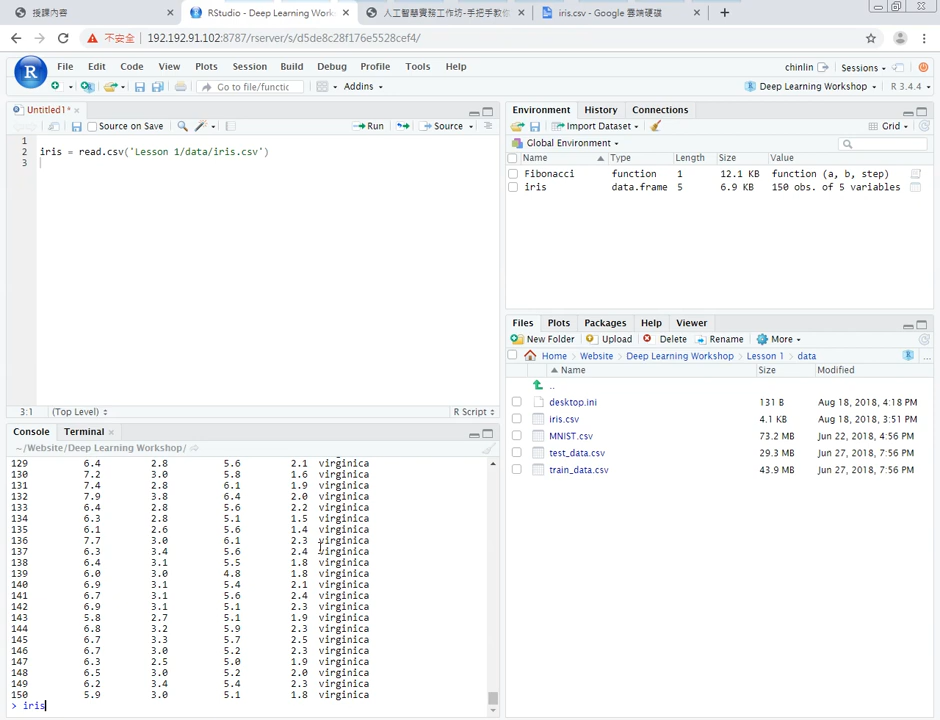 授課內容
RStudio - Deep Learning Work
人工智慧實務工作坊-手把手教你
iris.csv - Google 雲端硬碟
不安全 192.192.91.102:8787/rserver/s/d5de8c28f176e5528cef4/
R File Edit Code View Plots Session Build Debug Profile Tools Help
chinlin Sessions
Go to file/functic Addins
Deep Learning Workshop R 3.4.4
Untitled1*
Source on Save Run Source
1
2 iris = read.csv('Lesson 1/data/iris.csv')
3
3:1 (Top Level) R Script
Console Terminal
~/Website/Deep Learning Workshop/
129 6.4 2.8 5.6 2.1 virginica
130 7.2 3.0 5.8 1.6 virginica
131 7.4 2.8 6.1 1.9 virginica
132 7.9 3.8 6.4 2.0 virginica
133 6.4 2.8 5.6 2.2 virginica
134 6.3 2.8 5.1 1.5 virginica
135 6.1 2.6 5.6 1.4 virginica
136 7.7 3.0 6.1 2.3 virginica
137 6.3 3.4 5.6 2.4 virginica
138 6.4 3.1 5.5 1.8 virginica
139 6.0 3.0 4.8 1.8 virginica
140 6.9 3.1 5.4 2.1 virginica
141 6.7 3.1 5.6 2.4 virginica
142 6.9 3.1 5.1 2.3 virginica
143 5.8 2.7 5.1 1.9 virginica
144 6.8 3.2 5.9 2.3 virginica
145 6.7 3.3 5.7 2.5 virginica
146 6.7 3.0 5.2 2.3 virginica
147 6.3 2.5 5.0 1.9 virginica
148 6.5 3.0 5.2 2.0 virginica
149 6.2 3.4 5.4 2.3 virginica
150 5.9 3.0 5.1 1.8 virginica
> iris
Environment History Connections
Import Dataset Grid
Global Environment
Name Type Length Size Value
Fibonacci function 1 12.1 KB function (a, b, step)
iris data.frame 5 6.9 KB 150 obs. of 5 variables
Files Plots Packages Help Viewer
New Folder Upload Delete Rename More
Home Website Deep Learning Workshop Lesson 1 data R ...
Name Size Modified
..
desktop.ini 131 B Aug 18, 2018, 4:18 PM
iris.csv 4.1 KB Aug 18, 2018, 3:51 PM
MNIST.csv 73.2 MB Jun 22, 2018, 4:56 PM
test_data.csv 29.3 MB Jun 27, 2018, 7:56 PM
train_data.csv 43.9 MB Jun 27, 2018, 7:56 PM